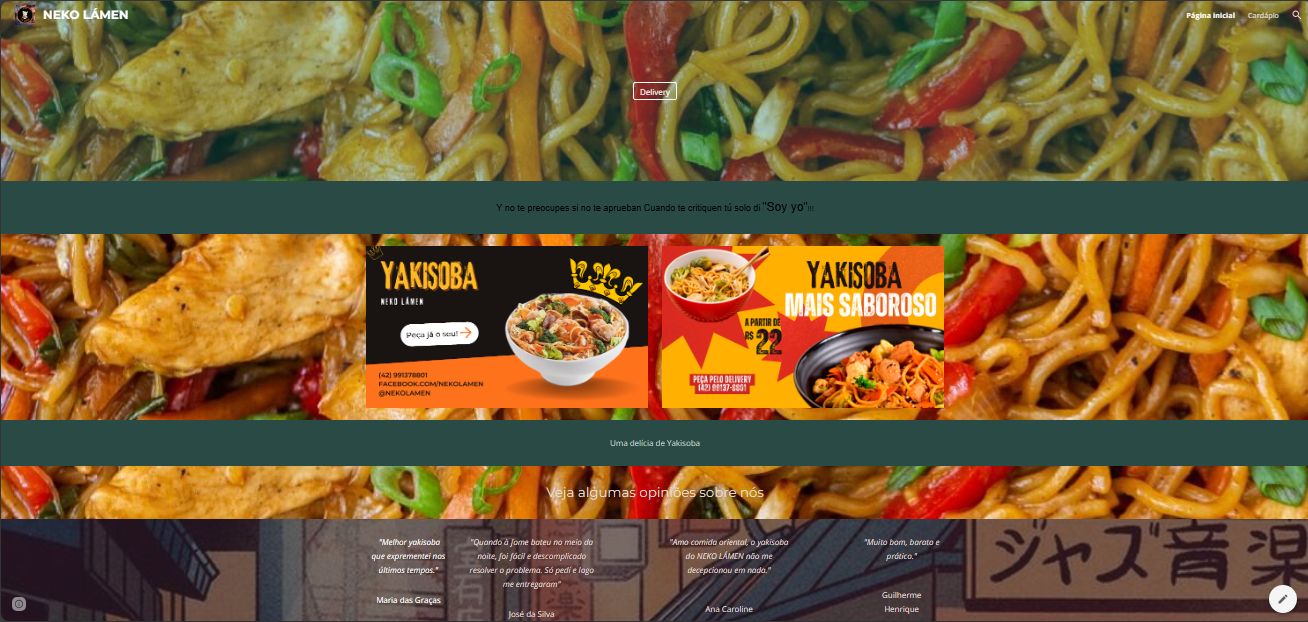 NEKO LÁMEN
Página inicial
Cardápio
Delivery
Y no te preocupes si no te aprueban Cuando te critiquen tú solo di "Soy yo"!!!
YAKISOBA
NEKO LÁMEN
Peça já o seu!
(42) 991378801
FACEBOOK.COM/NEKOLAMEN
@NEKOLAMEN
YAKISOBA
MAIS SABOROSO
A PARTIR DE
R$ 22
PEÇA PELO DELIVERY
Uma delícia de Yakisoba
Veja algumas opiniões sobre nós
"Melhor yakisoba
que exprementei nos
últimos tempos."
Maria das Graças
"Quando à fome bateu no meio da
noite, foi fácil e descomplicado
resolver o problema. Só pedi e logo
me entregaram"
José da Silva
"Amo comida oriental, o yakisoba
da NEKO LÁMEN não me
decepcionou em nada."
Ana Caroline
"Muito bom, barato e
prático."
Guilherme
Henrique
ジャズ音楽